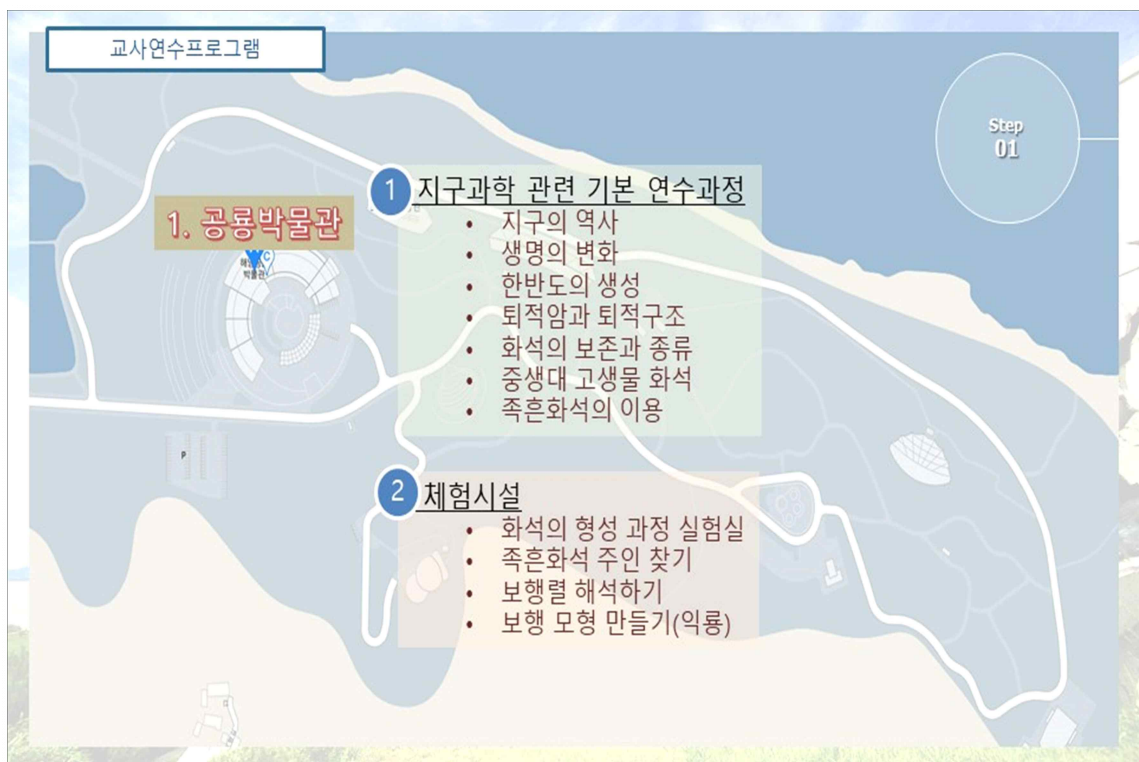 교사연수프로그램
Step
01
1. 공룡박물관
박물관
C
1 지구과학 관련 기본 연수과정
• 지구의 역사
• 생명의 변화
• 한반도의 생성
• 퇴적암과 퇴적구조
• 화석의 보존과 종류
• 중생대 고생물 화석
• 족흔화석의 이용
P
2 체험시설
• 화석의 형성 과정 실험실
• 족흔화석 주인 찾기
• 보행렬 해석하기
• 보행 모형 만들기(익룡)